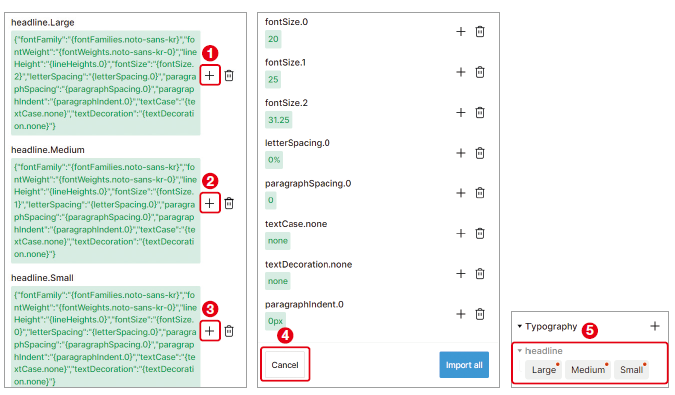 headline.Large
{"fontFamily":"{fontFamilies.noto-sans-kr}","fo
ntWeight":"{fontWeights.noto-sans-kr-0}","line
Height":"{lineHeights.0}","fontSize":"{fontSize.
2}","letterSpacing":"{letterSpacing.0}","paragra
phSpacing":"{paragraphSpacing.0}","paragrap
hIndent":"{paragraphIndent.0}","textCase":"{te
xtCase.none}","textDecoration":"{textDecorati
on.none}"}
1
headline.Medium
{"fontFamily":"{fontFamilies.noto-sans-kr}","fo
ntWeight":"{fontWeights.noto-sans-kr-0}","line
Height":"{lineHeights.0}","fontSize":"{fontSize.
1}","letterSpacing":"{letterSpacing.0}","paragra
phSpacing":"{paragraphSpacing.0}","paragrap
hIndent":"{paragraphIndent.0}","textCase":"{te
xtCase.none}","textDecoration":"{textDecorati
on.none}"}
2
headline.Small
{"fontFamily":"{fontFamilies.noto-sans-kr}","fo
ntWeight":"{fontWeights.noto-sans-kr-0}","line
Height":"{lineHeights.0}","fontSize":"{fontSize.
0}","letterSpacing":"{letterSpacing.0}","paragra
phSpacing":"{paragraphSpacing.0}","paragrap
hIndent":"{paragraphIndent.0}","textCase":"{te
xtCase.none}","textDecoration":"{textDecorati
on.none}"}
3
fontSize.0
20
fontSize.1
25
fontSize.2
31.25
letterSpacing.0
0%
paragraphSpacing.0
0
textCase.none
none
textDecoration.none
none
paragraphIndent.0
0px
4
Cancel
Import all
Typography
5
headline
Large Medium Small